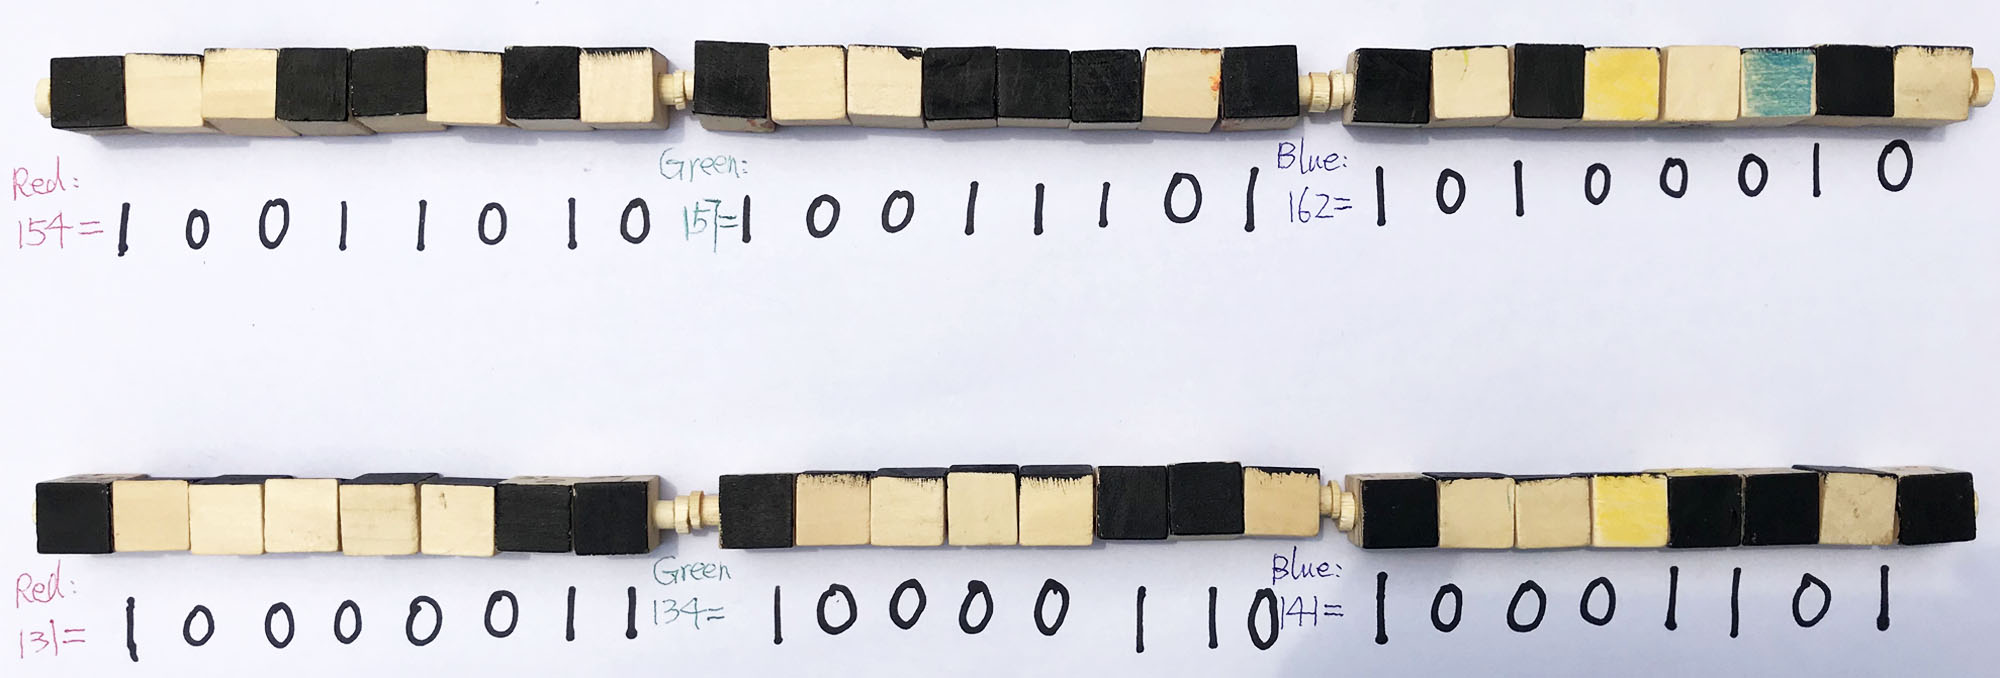 Red: Green: Blue:
154= 1 0 0 1 1 0 1 0 157= 1 0 0 1 1 1 0 1 162= 1 0 1 0 0 0 1 0
Red: Green Blue:
131= 1 0 0 0 0 0 1 1 134= 1 0 0 0 0 1 1 0 141= 1 0 0 0 1 1 0 1